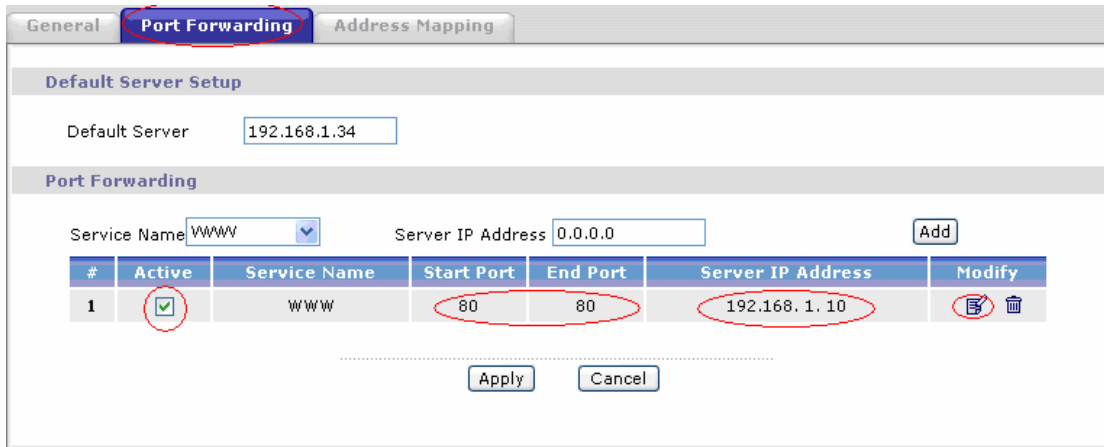 General Port Forwarding Address Mapping
Default Server Setup
Default Server 192.168.1.34
Port Forwarding
Service Name WWW Server IP Address 0.0.0.0 Add
# Active Service Name Start Port End Port Server IP Address Modify
1 WWW 80 80 192.168. 1. 10
Apply Cancel